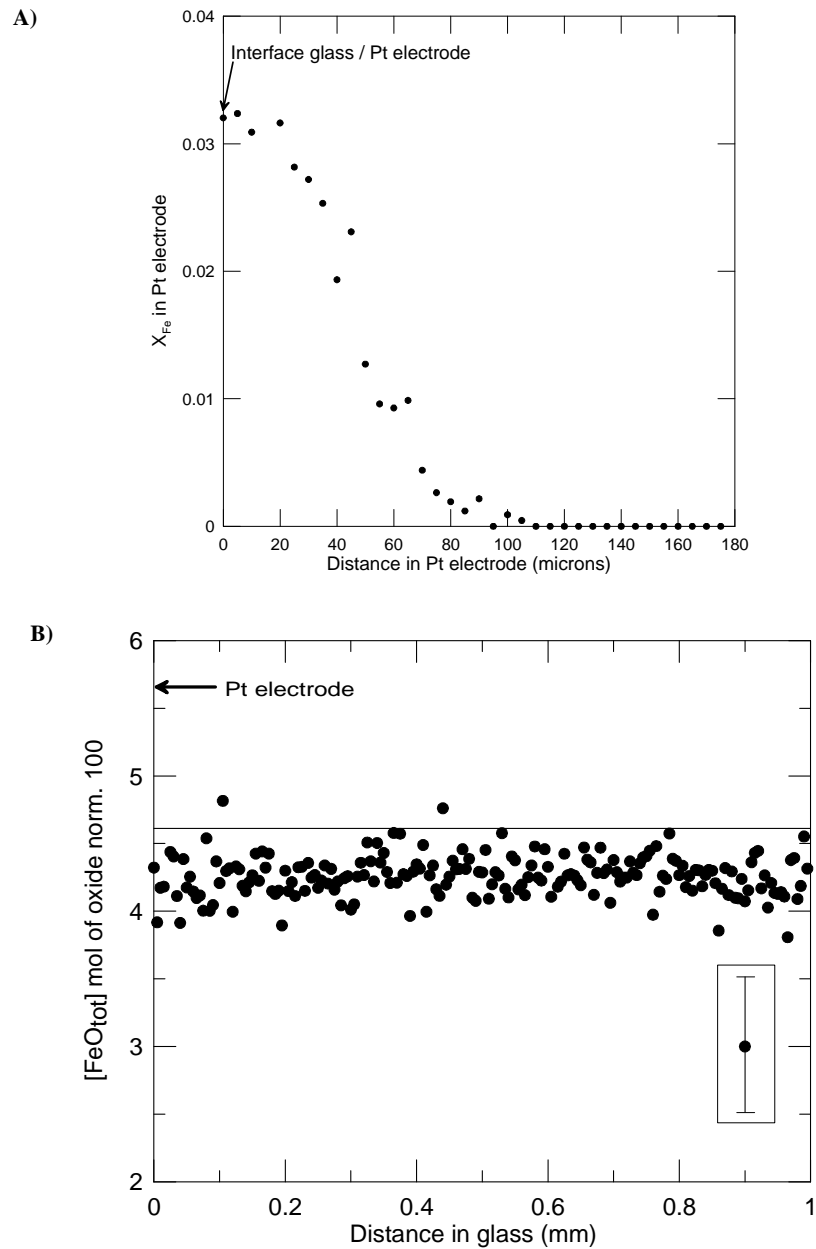 A)
0.04
Interface glass / Pt electrode
0.03
0.02
0.01
0
X_Fe in Pt electrode
0 20 40 60 80 100 120 140 160 180
Distance in Pt electrode (microns)
B)
6
Pt electrode
5
4
3
2
[FeO_tot] mol of oxide norm. 100
0 0.2 0.4 0.6 0.8 1
Distance in glass (mm)